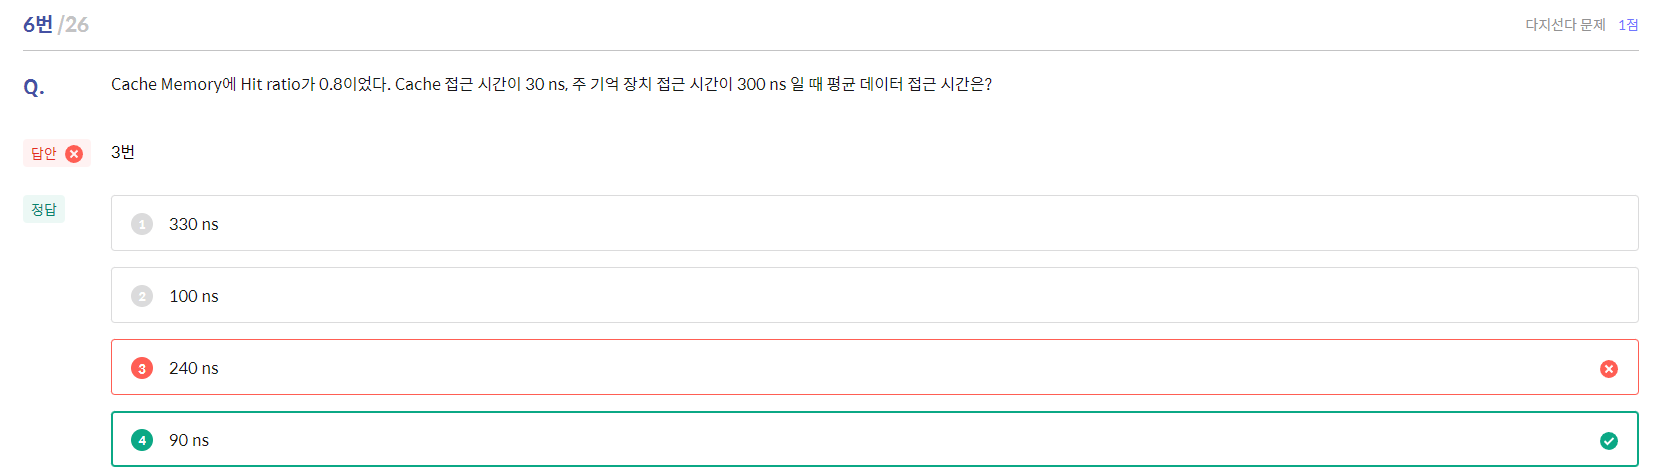 6번 /26
다지선다 문제 1점
Q.
Cache Memory에 Hit ratio가 0.8이었다. Cache 접근 시간이 30 ns, 주 기억 장치 접근 시간이 300 ns 일 때 평균 데이터 접근 시간은?
답안 3번
정답
1 330 ns
2 100 ns
3 240 ns
4 90 ns